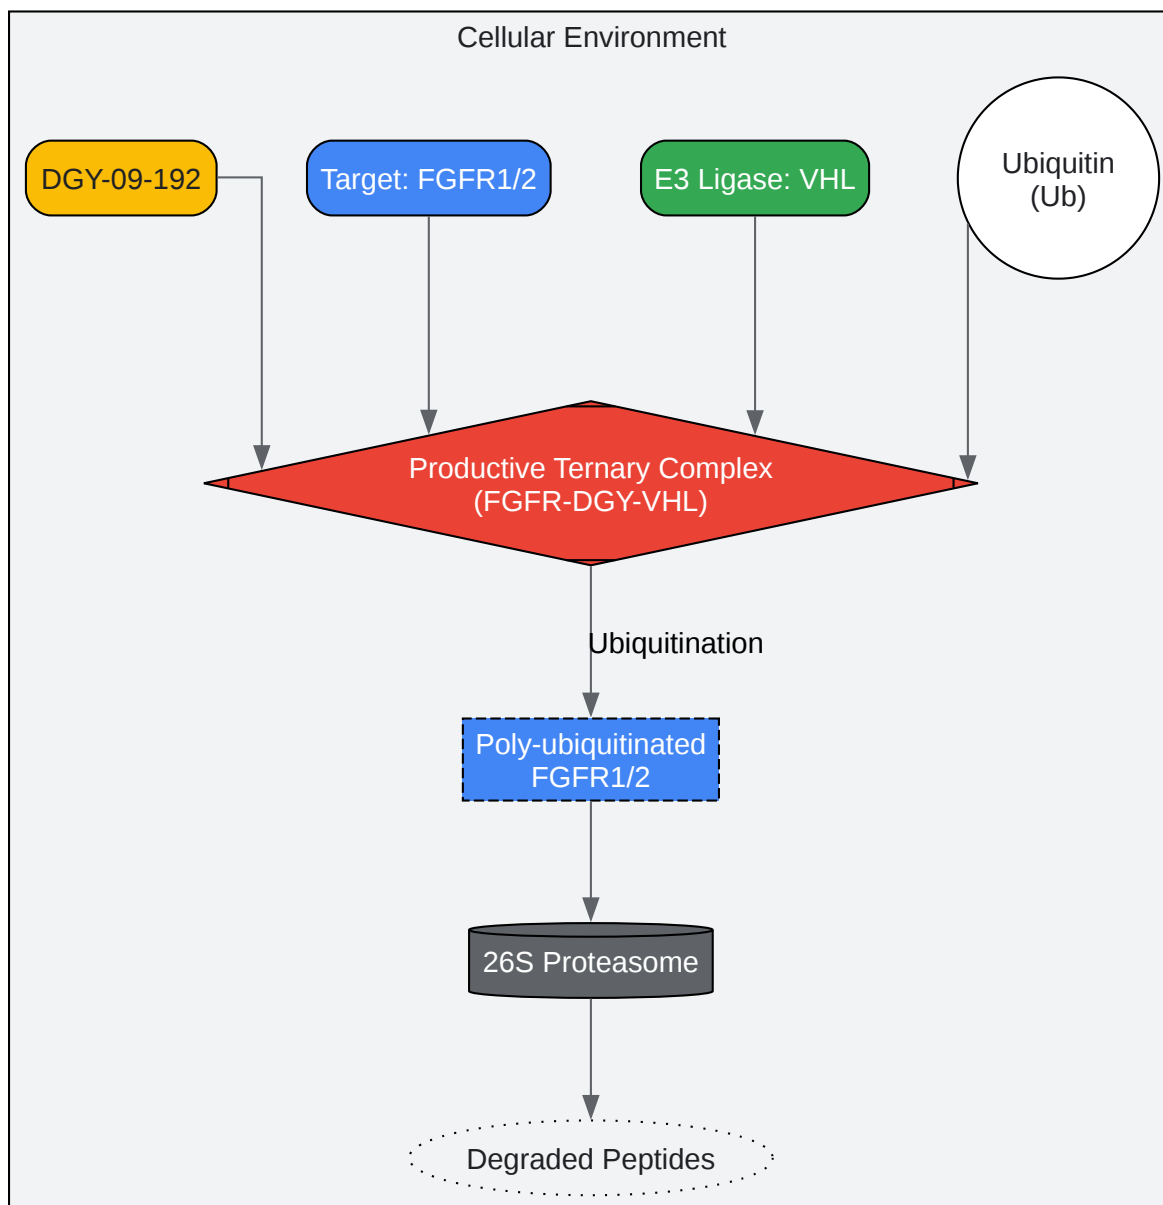 Cellular Environment
DGY-09-192
Target: FGFR1/2
E3 Ligase: VHL
Ubiquitin
(Ub)
Productive Ternary Complex
(FGFR-DGY-VHL)
Ubiquitination
Poly-ubiquitinated
FGFR1/2
26S Proteasome
Degraded Peptides